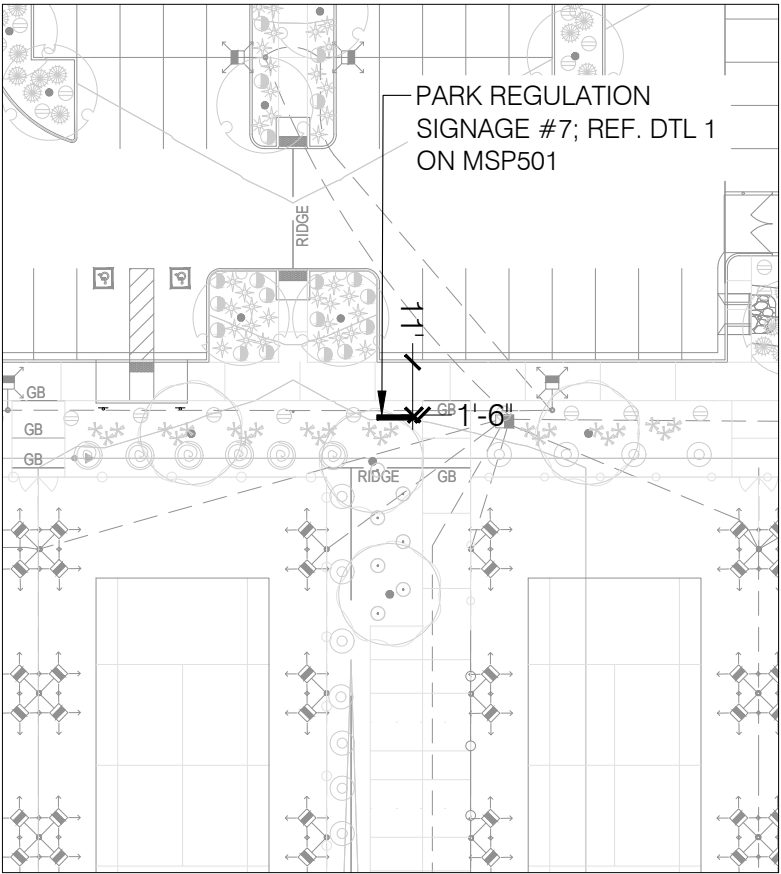 PARK REGULATION
SIGNAGE #7; REF. DTL 1
ON MSP501
RIDGE
11'
GB
GB
1'-6"
GB
GB
RIDGE
GB